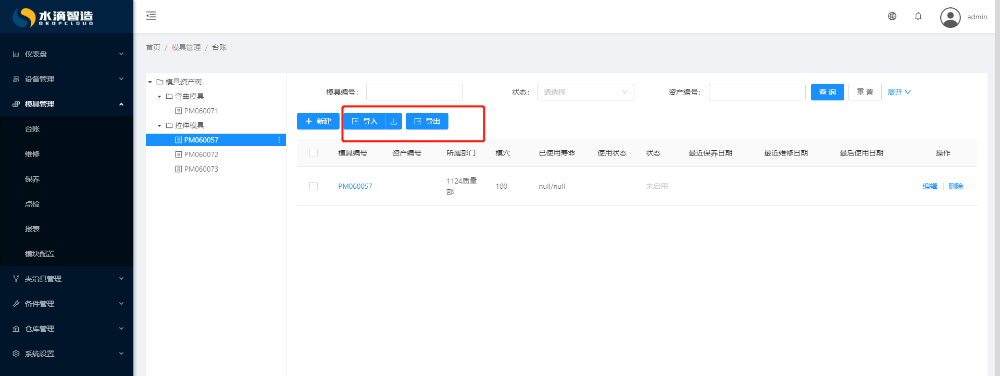 水滴智造
DROPCLOUD
admin
仪表盘
设备管理
模具管理
台账
维修
保养
点检
报表
模块配置
夹治具管理
备件管理
仓库管理
系统设置
首页 / 模具管理 / 台账
模具资产树
弯曲模具
PM060071
拉伸模具
PM060057
PM060072
PM060073
模具编号: 状态: 请选择 资产编号: 查 询 重 置 展开
新建 导入 导出
模具编号 资产编号 所属部门 模穴 已使用寿命 使用状态 状态 最近保养日期 最近维修日期 最后使用日期 操作
PM060057 1124质量部 100 null/null 未启用 编辑 删除